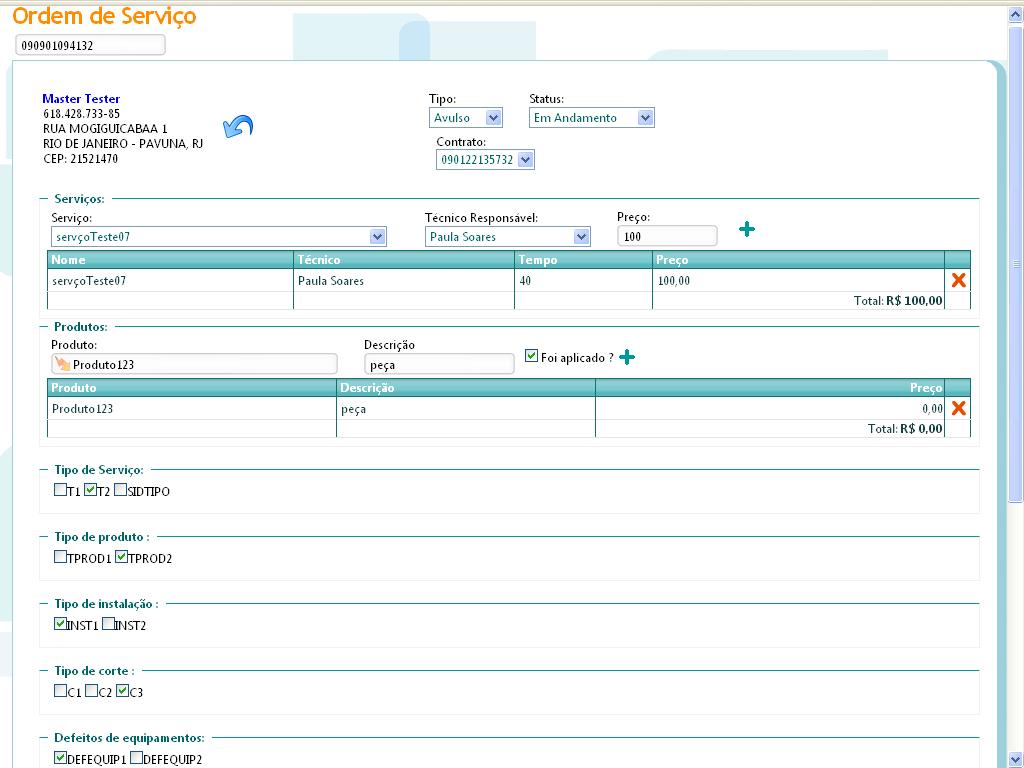 Ordem de Serviço
090901094132
Master Tester
618.428.733-85
RUA MOGIGUICABAA 1
RIO DE JANEIRO - PAVUNA, RJ
CEP: 21521470
Tipo: Status:
Avulso Em Andamento
Contrato:
090122135732
Serviços:
Serviço: Técnico Responsável: Preço:
servçoTeste07 Paula Soares 100
Nome Técnico Tempo Preço
servçoTeste07 Paula Soares 40 100,00
Total: R$ 100,00
Produtos:
Produto: Descrição
Produto123 peça Foi aplicado ?
Produto Descrição Preço
Produto123 peça 0,00
Total: R$ 0,00
Tipo de Serviço:
T1 T2 SIDTIPO
Tipo de produto :
TPROD1 TPROD2
Tipo de instalação :
INST1 INST2
Tipo de corte :
C1 C2 C3
Defeitos de equipamentos:
DEFEQUIP1 DEFEQUIP2